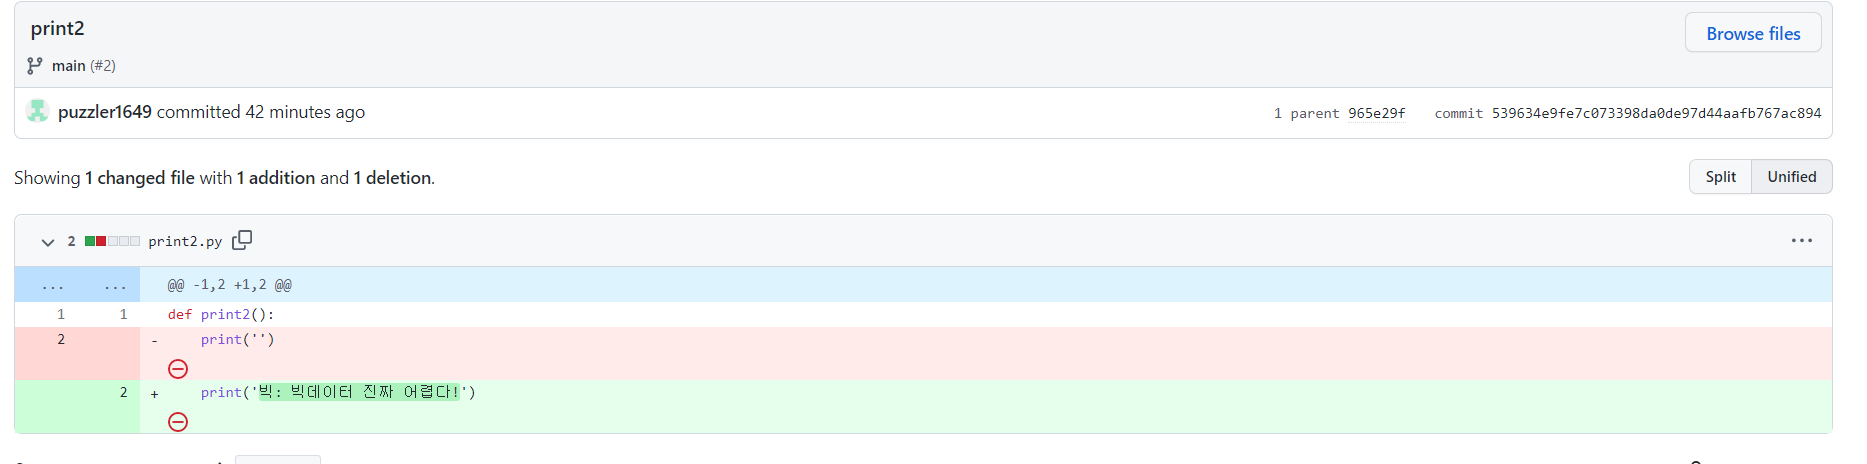 print2
Browse files
main (#2)
puzzler1649 committed 42 minutes ago
1 parent 965e29f commit 539634e9fe7c073398da0de97d44aafb767ac894
Showing 1 changed file with 1 addition and 1 deletion.
Split Unified
2 print2.py
... ... @@ -1,2 +1,2 @@
1 1 def print2():
2 - print('')
2 + print('빅: 빅데이터 진짜 어렵다!')